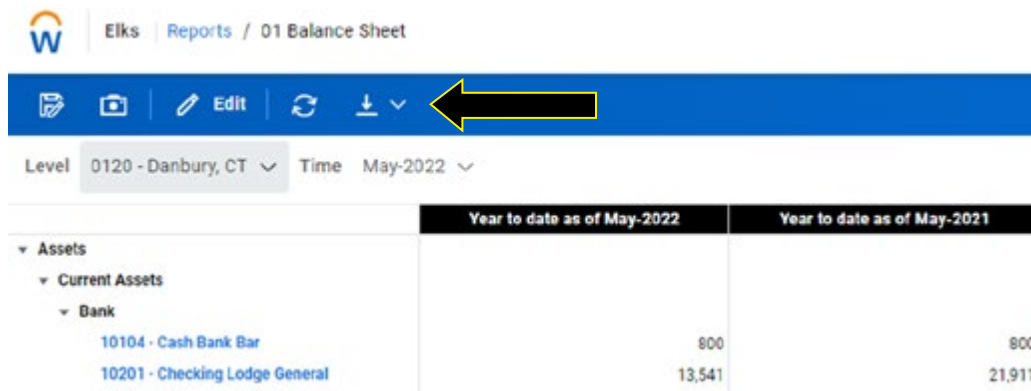 Elks Reports / 01 Balance Sheet
Edit
Level 0120 - Danbury, CT Time May-2022
Year to date as of May-2022 Year to date as of May-2021
Assets
Current Assets
Bank
10104 - Cash Bank Bar 800 800
10201 - Checking Lodge General 13,541 21,911